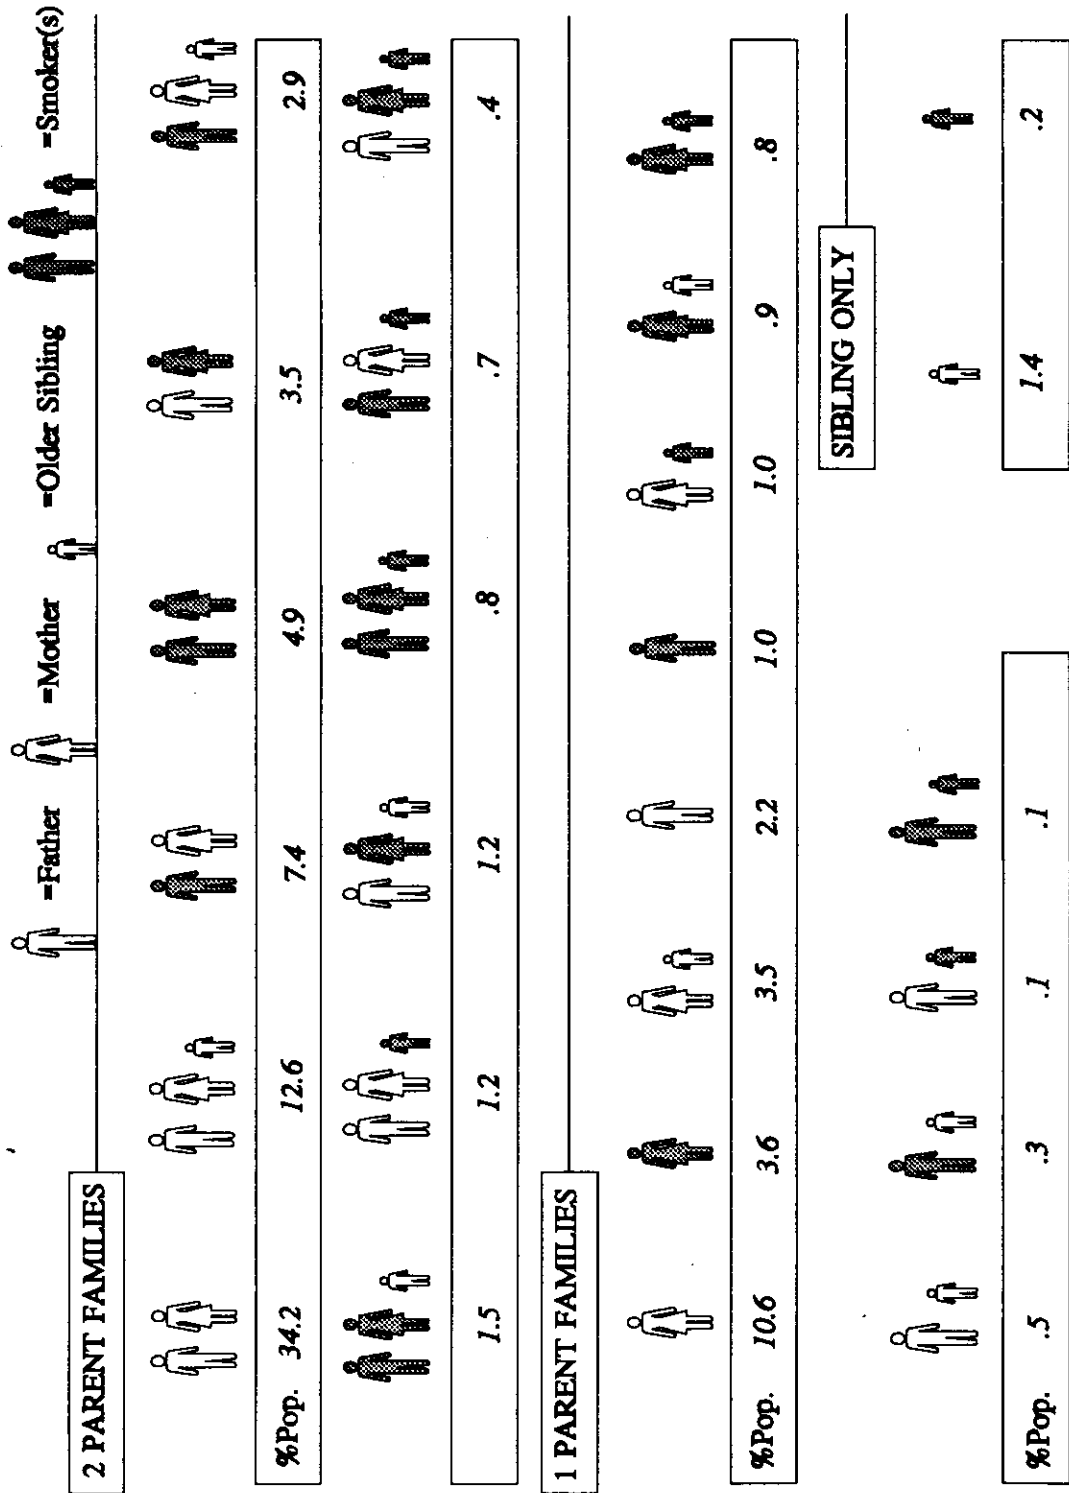 =Father =Mother =Older Sibling =Smoker(s)
2 PARENT FAMILIES
%Pop. 34.2 12.6 7.4 4.9 3.5 2.9
1.5 1.2 1.2 .8 .7 .4
1 PARENT FAMILIES
%Pop. 10.6 3.6 3.5 2.2 1.0 1.0 .9 .8
SIBLING ONLY
%Pop. .5 .3 .1 .1 1.4 .2